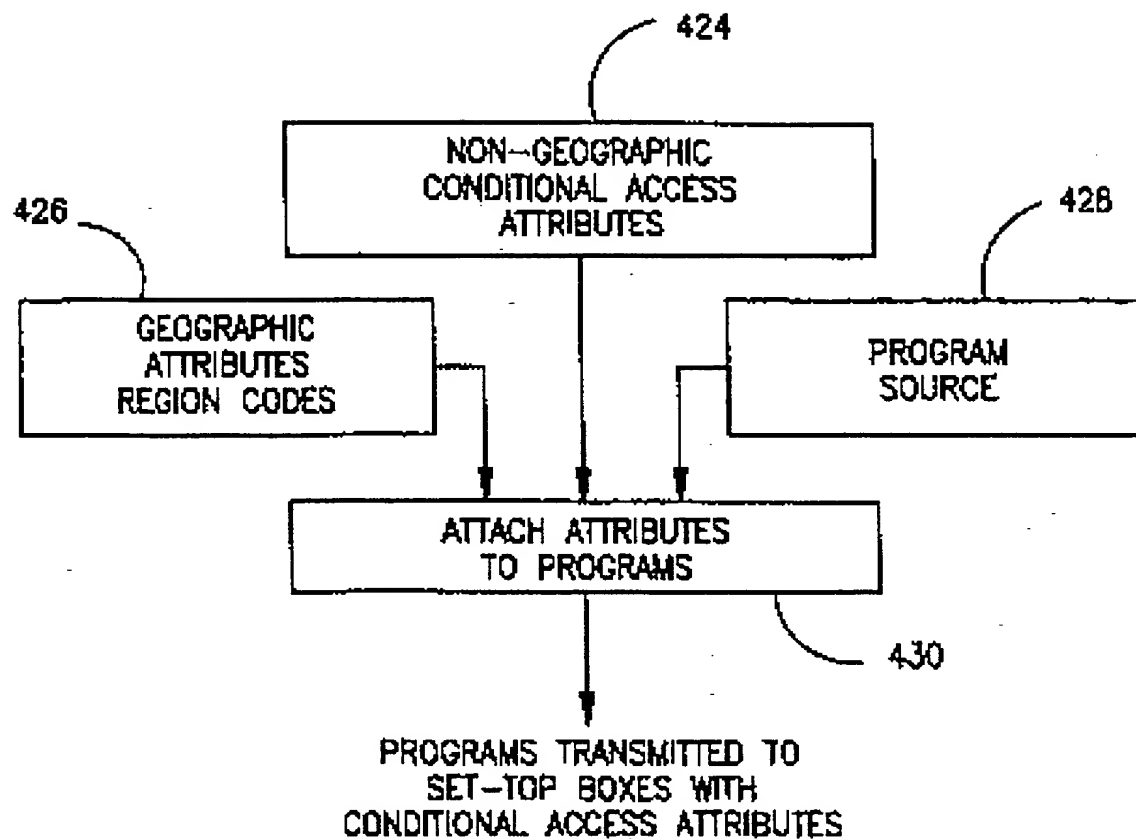 424
NON-GEOGRAPHIC
CONDITIONAL ACCESS
ATTRIBUTES
426
GEOGRAPHIC
ATTRIBUTES
REGION CODES
428
PROGRAM
SOURCE
ATTACH ATTRIBUTES
TO PROGRAMS
430
PROGRAMS TRANSMITTED TO
SET-TOP BOXES WITH
CONDITIONAL ACCESS ATTRIBUTES